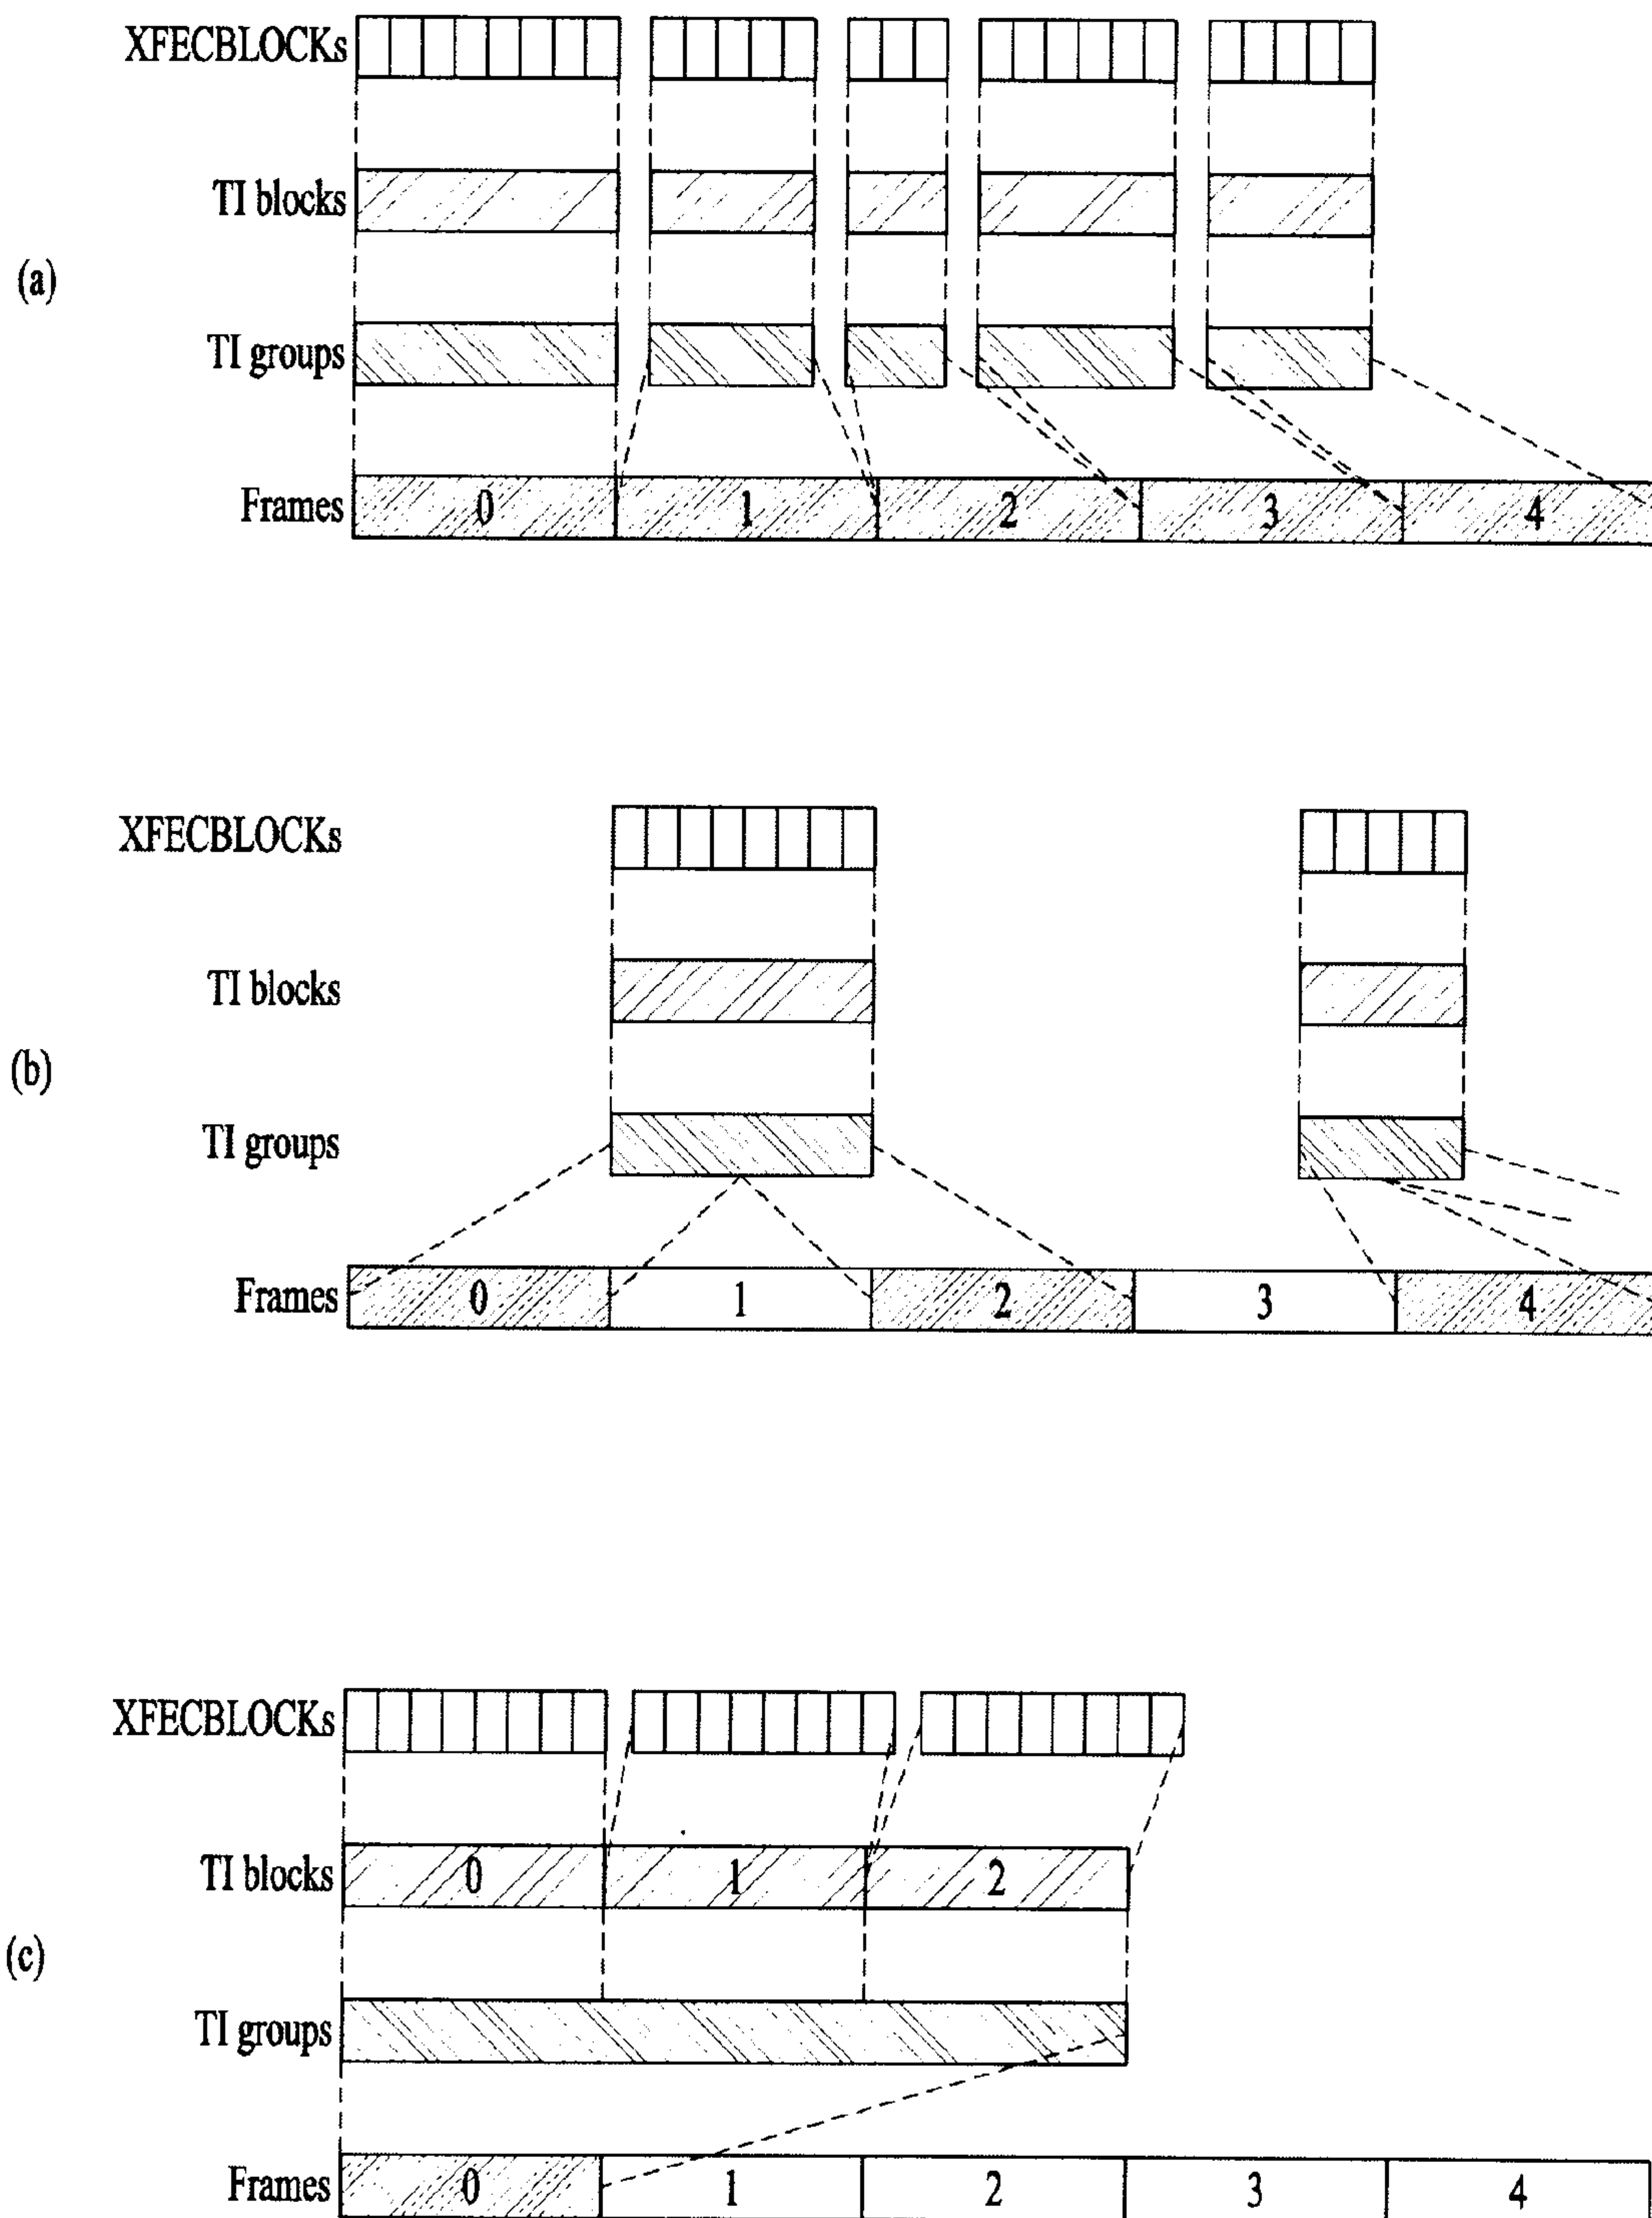 XFECBLOCKs
TI blocks
(a)
TI groups
Frames 0 1 2 3 4
XFECBLOCKs
TI blocks
(b)
TI groups
Frames 0 1 2 3 4
XFECBLOCKs
TI blocks 0 1 2
(c)
TI groups
Frames 0 1 2 3 4